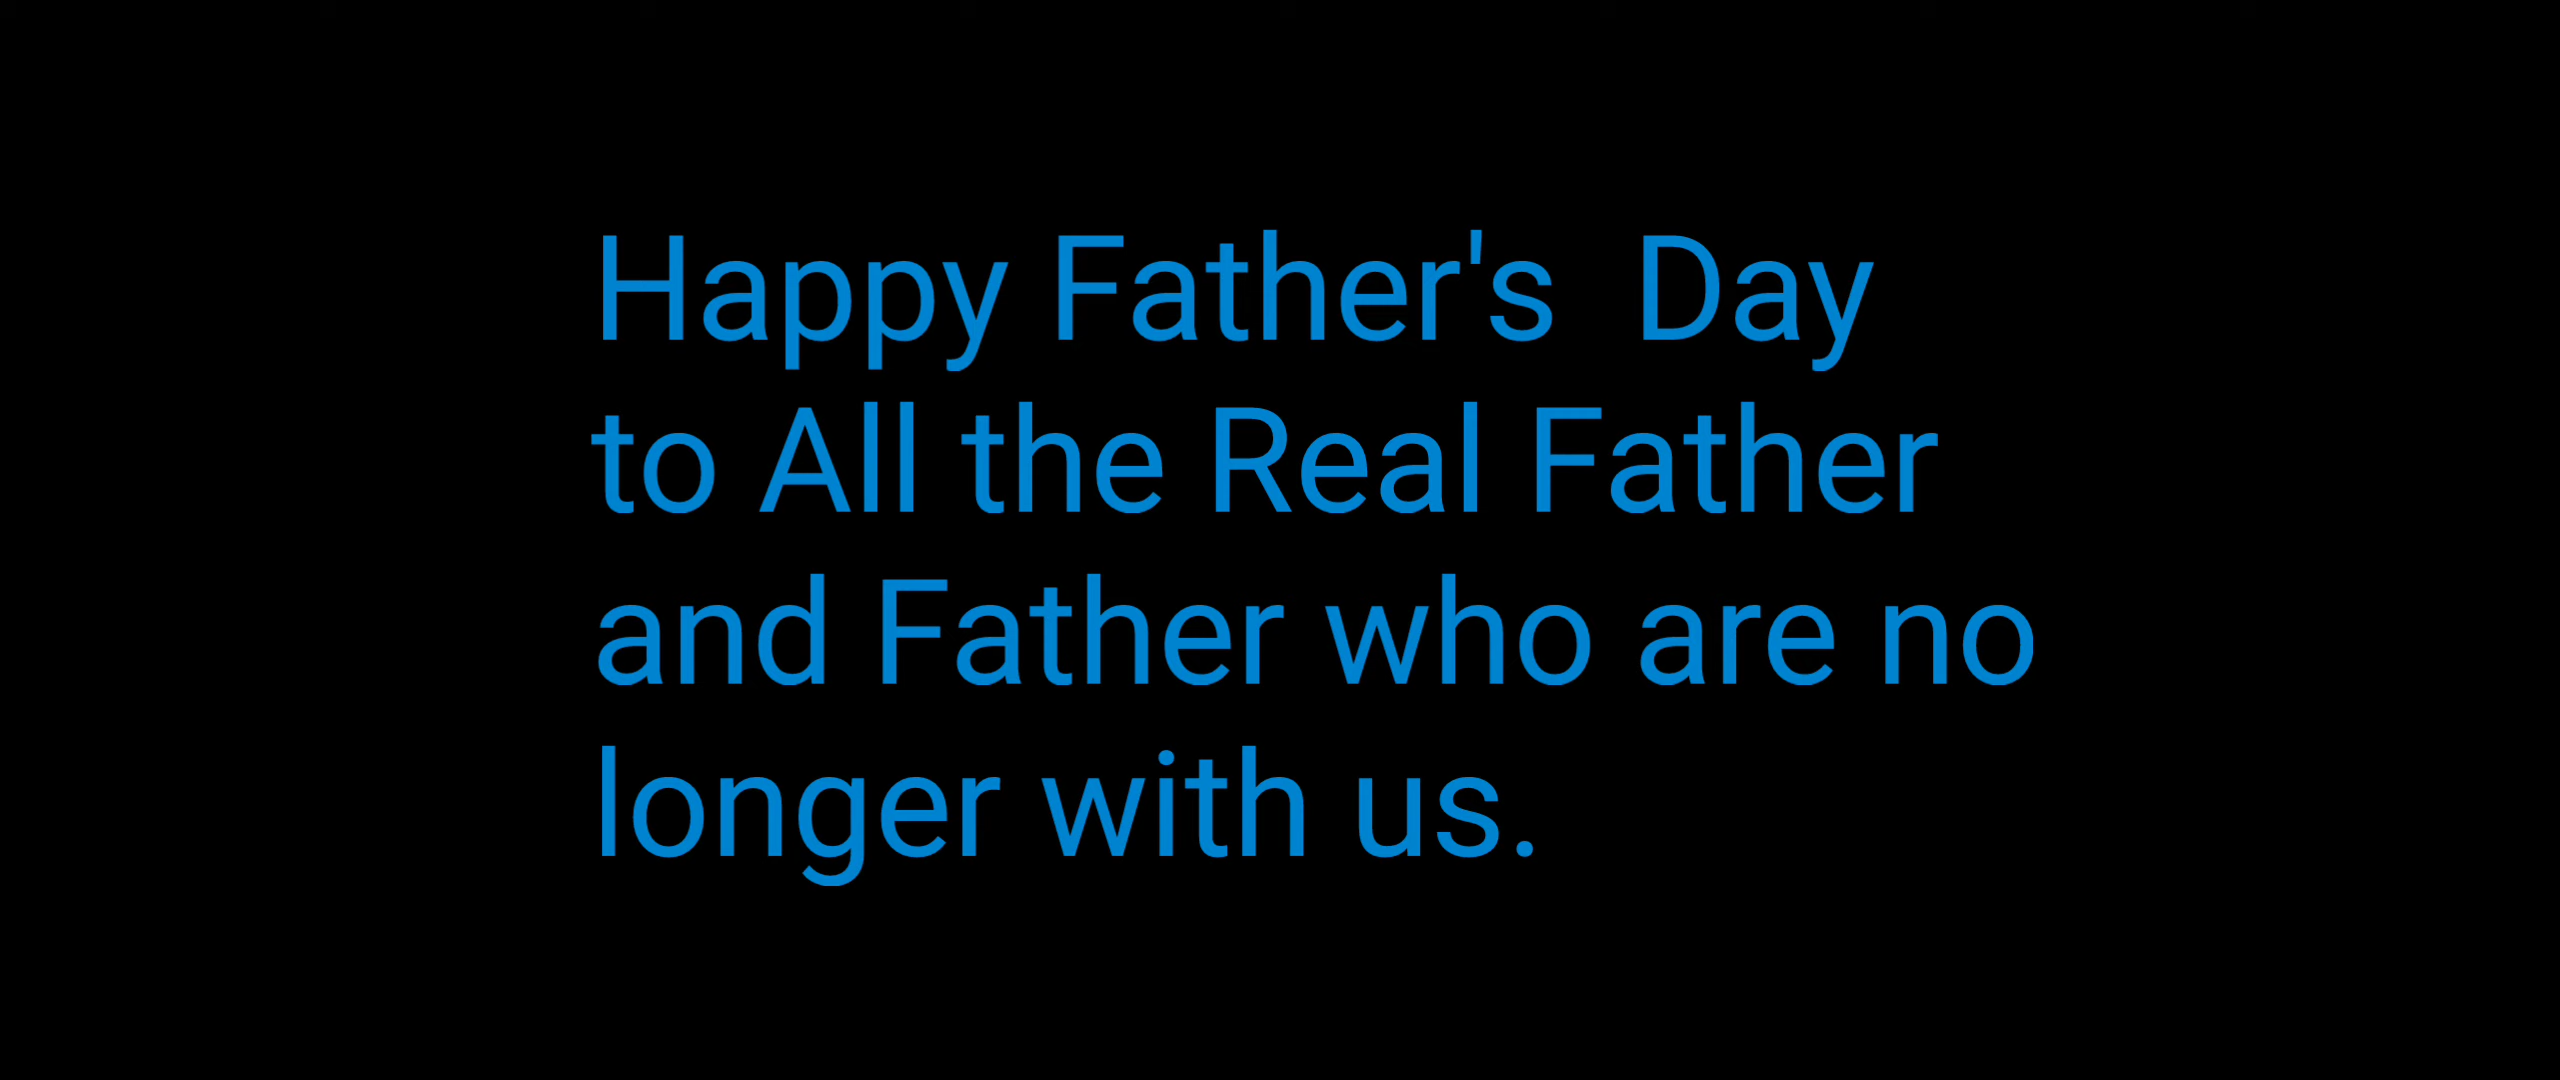 Happy Father's  Day
to All the Real Father
and Father who are no
longer with us.